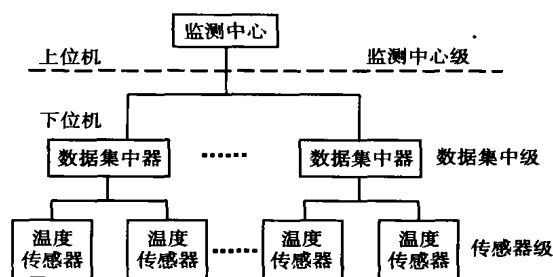 监测中心
上位机
监测中心级
下位机
数据集中器
······
数据集中器
数据集中级
温度
传感器
温度
传感器
······
温度
传感器
温度
传感器
传感器级